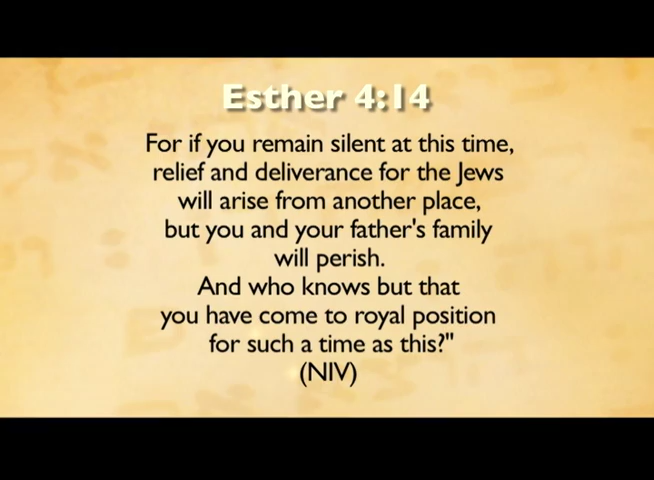 Esther 4:14
For if you remain silent at this time,
relief and deliverance for the Jews
will arise from another place,
but you and your father's family
will perish.
And who knows but that
you have come to royal position
for such a time as this?"
(NIV)